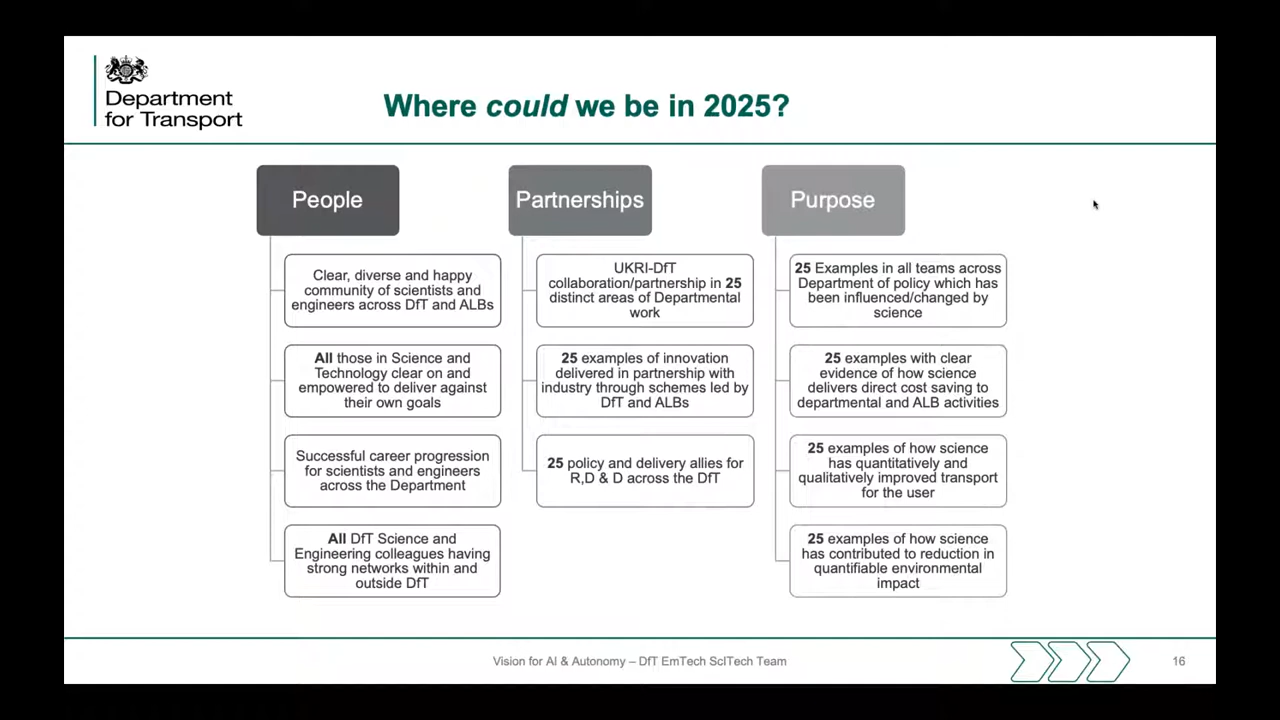 Department
for Transport
Where could we be in 2025?
People
Clear, diverse and happy
community of scientists and
engineers across DfT and ALBs
All those in Science and
Technology clear on and
empowered to deliver against
their own goals
Successful career progression
for scientists and engineers
across the Department
All DfT Science and
Engineering colleagues having
strong networks within and
outside DfT
Partnerships
UKRI-DfT
collaboration/partnership in 25
distinct areas of Departmental
work
25 examples of innovation
delivered in partnership with
industry through schemes led by
DfT and ALBs
25 policy and delivery allies for
R,D & D across the DfT
Purpose
25 Examples in all teams across
Department of policy which has
been influenced/changed by
science
25 examples with clear
evidence of how science
delivers direct cost saving to
departmental and ALB activities
25 examples of how science
has quantitatively and
qualitatively improved transport
for the user
25 examples of how science
has contributed to reduction in
quantifiable environmental
impact
Vision for AI & Autonomy – DfT EmTech SciTech Team
16